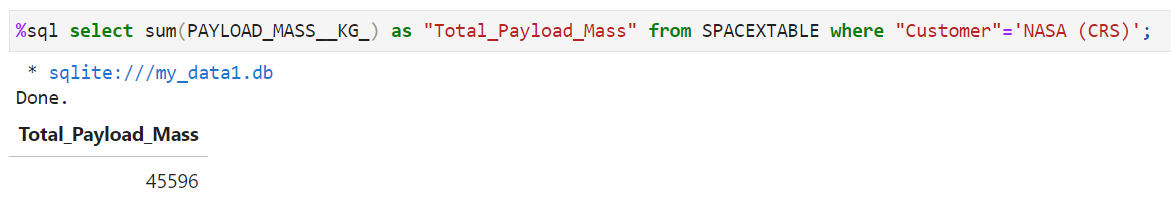 %sql select sum(PAYLOAD_MASS__KG_) as "Total_Payload_Mass" from SPACEXTABLE where "Customer"='NASA (CRS)';
* sqlite:///my_data1.db
Done.
Total_Payload_Mass
45596